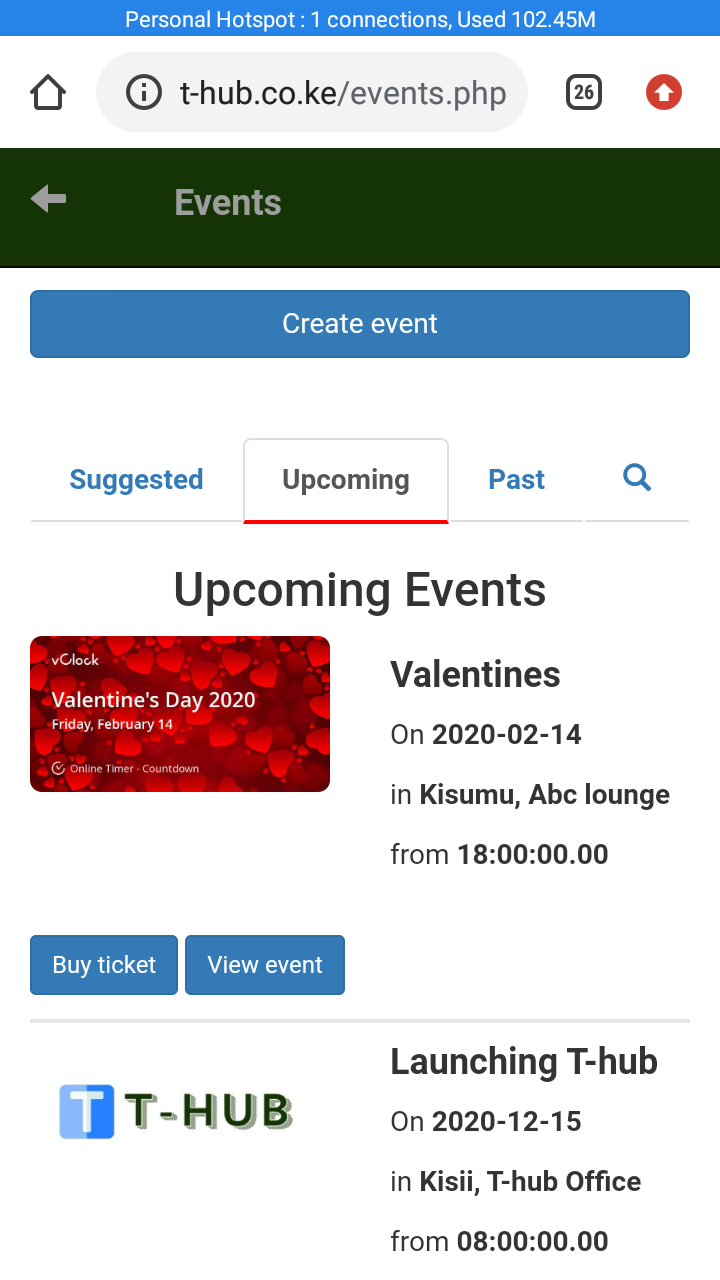 Personal Hotspot : 1 connections, Used 102.45M
t-hub.co.ke/events.php
26
Events
Create event
Suggested
Upcoming
Past
Upcoming Events
vClock
Valentine's Day 2020
Friday, February 14
Online Timer - Countdown
Valentines
On 2020-02-14
in Kisumu, Abc lounge
from 18:00:00.00
Buy ticket
View event
T T-HUB
Launching T-hub
On 2020-12-15
in Kisii, T-hub Office
from 08:00:00.00